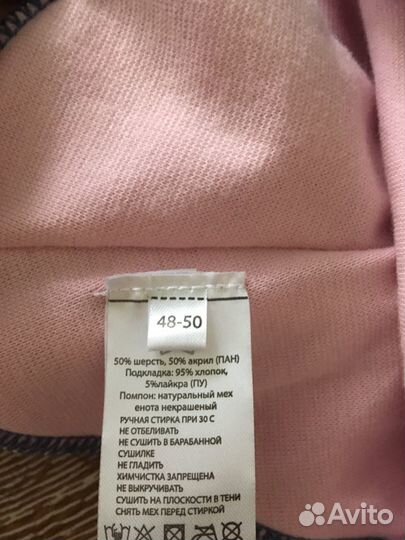 48-50
50% шерсть, 50% акрил (ПАН)
Подкладка: 95% хлопок,
5%лайкра (ПУ)
Помпон: натуральный мех
енота некрашеный
РУЧНАЯ СТИРКА ПРИ 30 С
НЕ ОТБЕЛИВАТЬ
НЕ СУШИТЬ В БАРАБАННОЙ
СУШИЛКЕ
НЕ ГЛАДИТЬ
ХИМЧИСТКА ЗАПРЕЩЕНА
НЕ ВЫКРУЧИВАТЬ
СУШИТЬ НА ПЛОСКОСТИ В ТЕНИ
СНЯТЬ МЕХ ПЕРЕД СТИРКОЙ
Avito